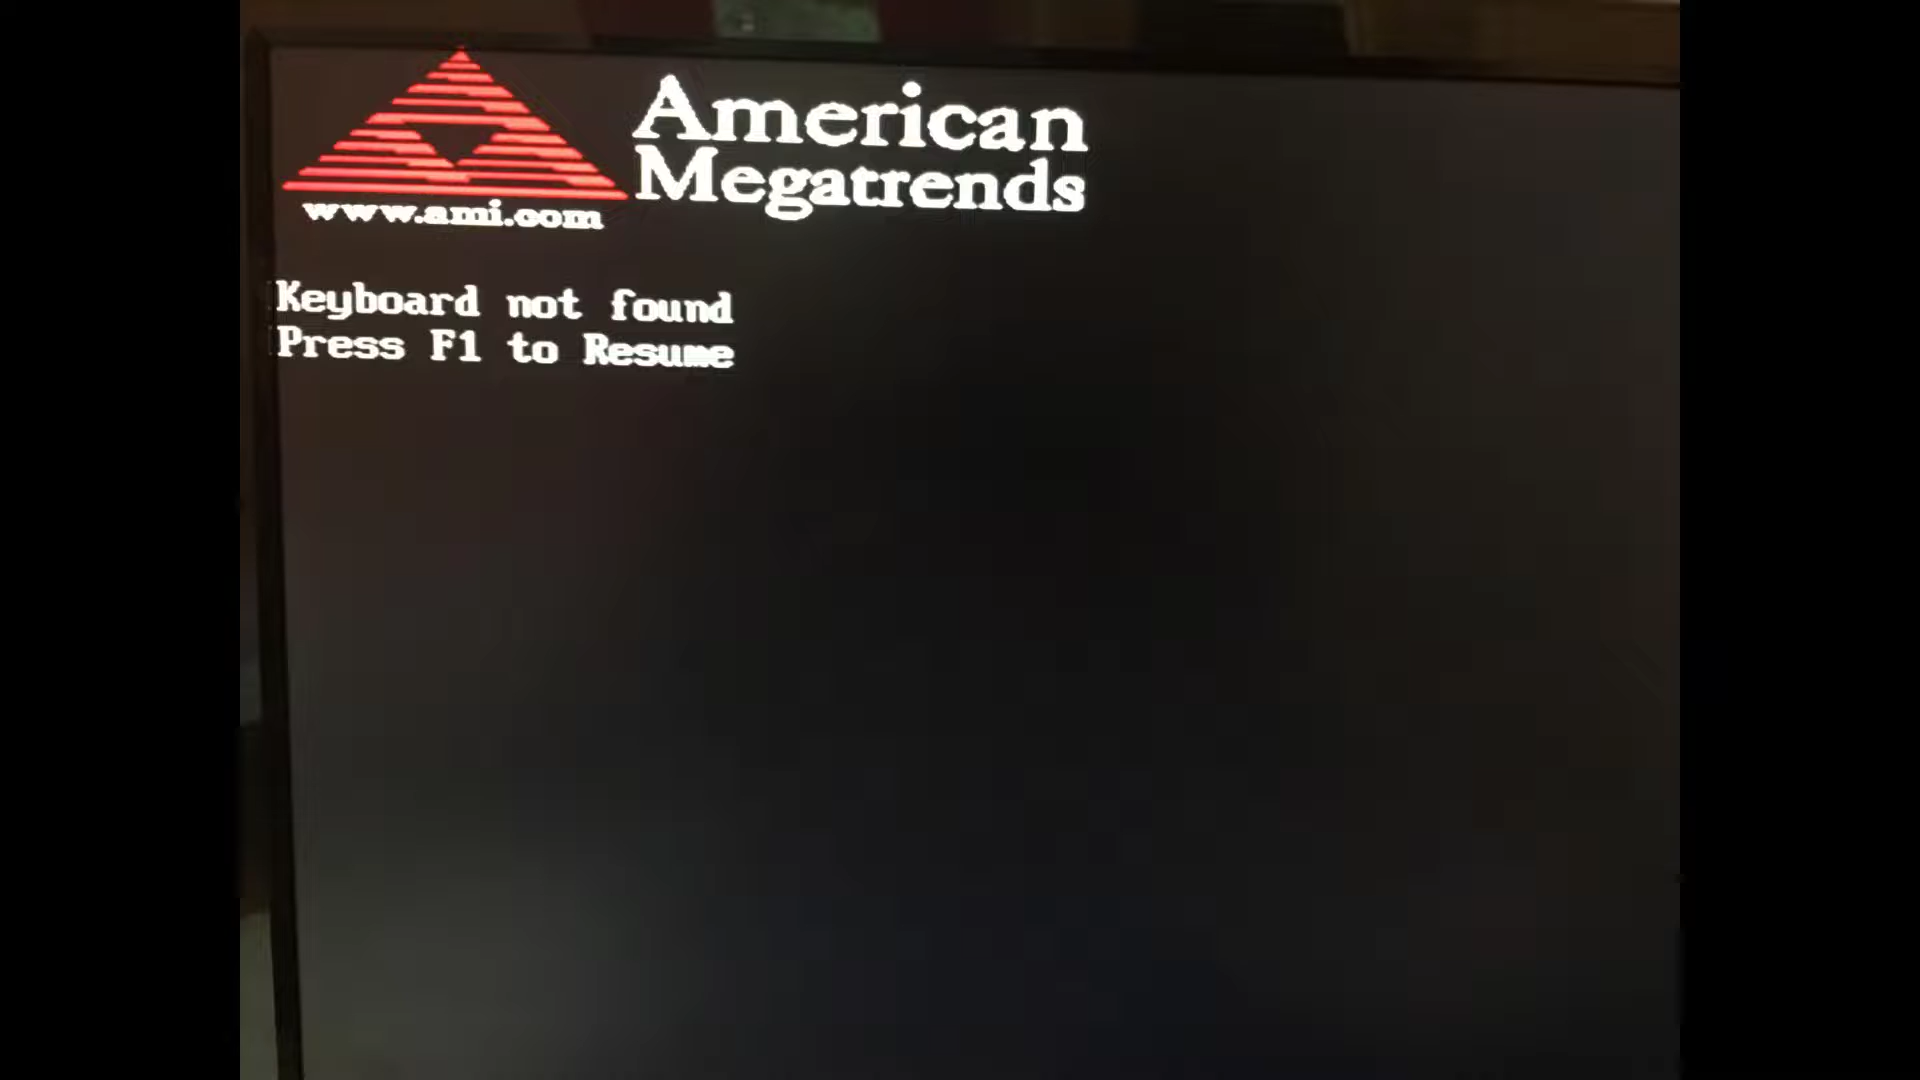 American
Megatrends
www.ami.com
Keyboard not found
Press F1 to Resume